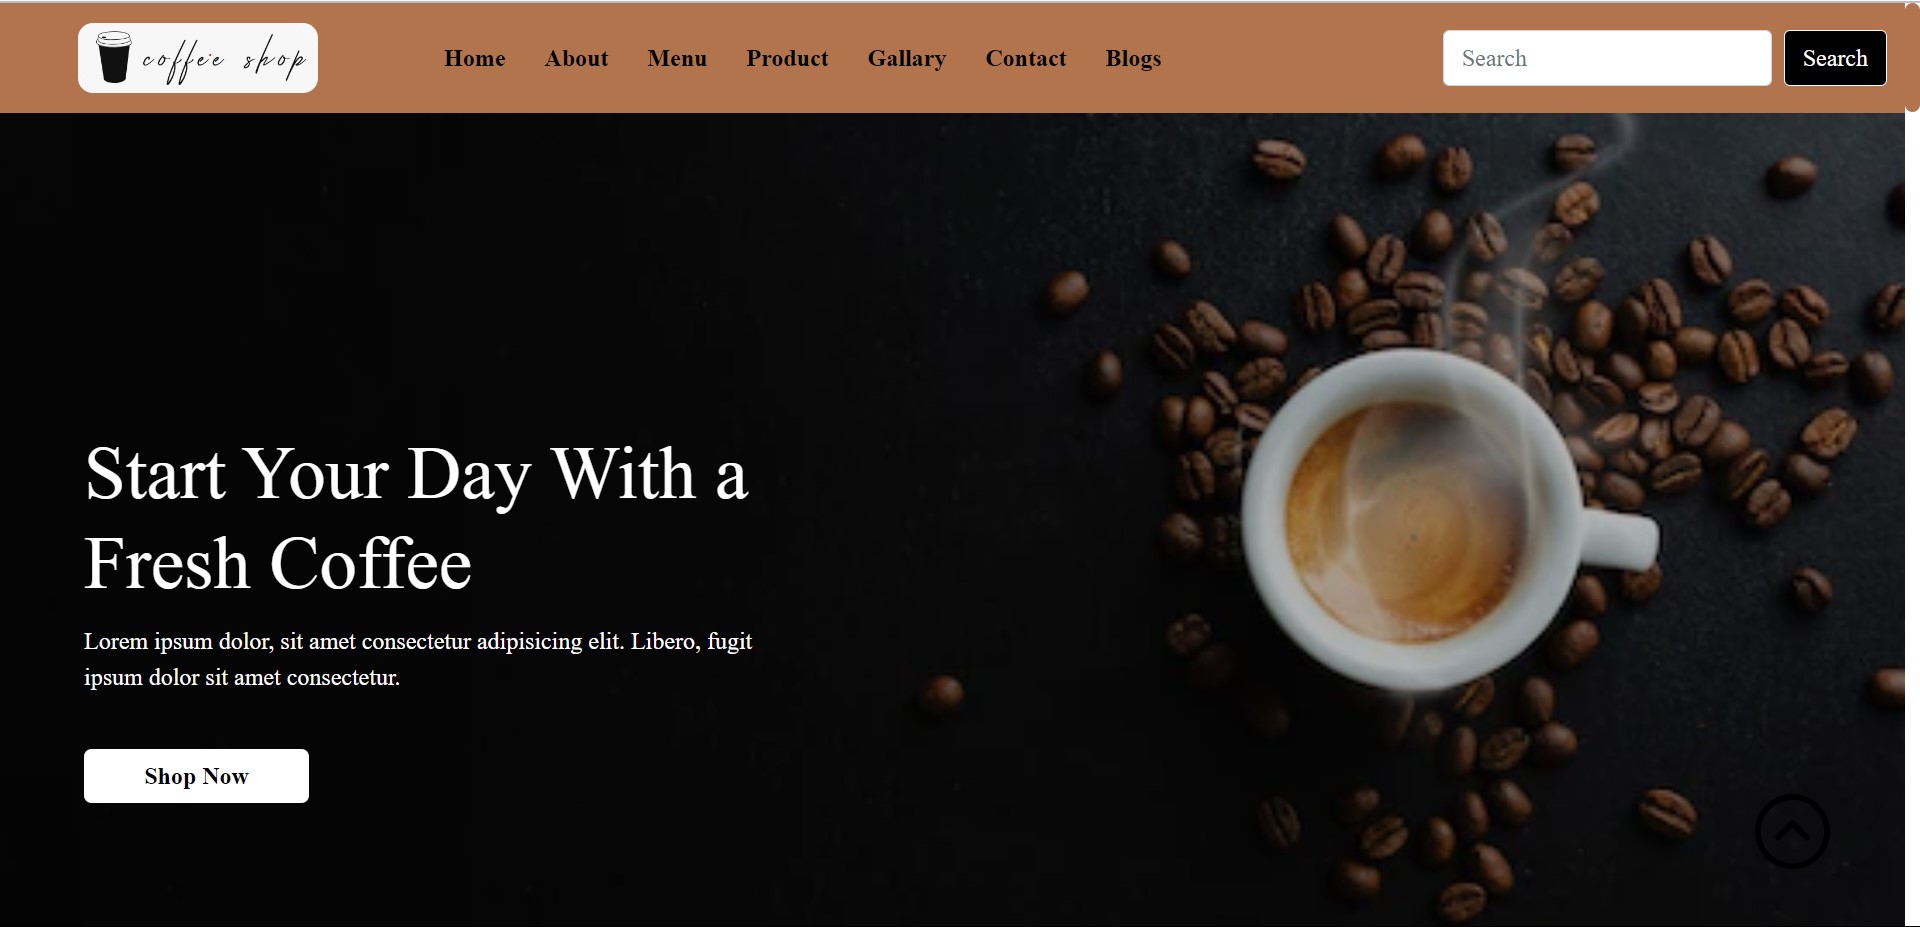 coffee shop
Home About Menu Product Gallary Contact Blogs
Search Search
Start Your Day With a
Fresh Coffee
Lorem ipsum dolor, sit amet consectetur adipisicing elit. Libero, fugit
ipsum dolor sit amet consectetur.
Shop Now